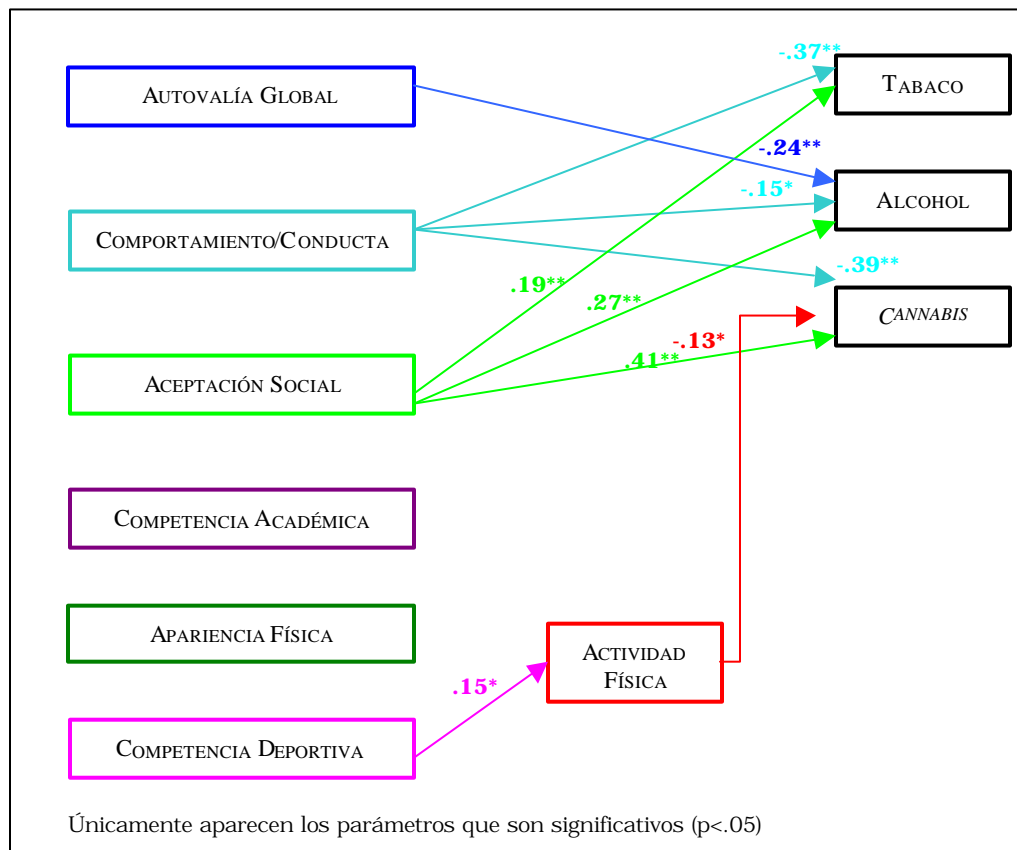 -.37**
TABACO
AUTOVALÍA GLOBAL
-.24**
-.15*
ALCOHOL
COMPORTAMIENTO/CONDUCTA
-.39**
.19**
.27**
CANNABIS
-.13*
.41**
ACEPTACIÓN SOCIAL
COMPETENCIA ACADÉMICA
APARIENCIA FÍSICA
ACTIVIDAD
FÍSICA
.15*
COMPETENCIA DEPORTIVA
Únicamente aparecen los parámetros que son significativos (p<.05)